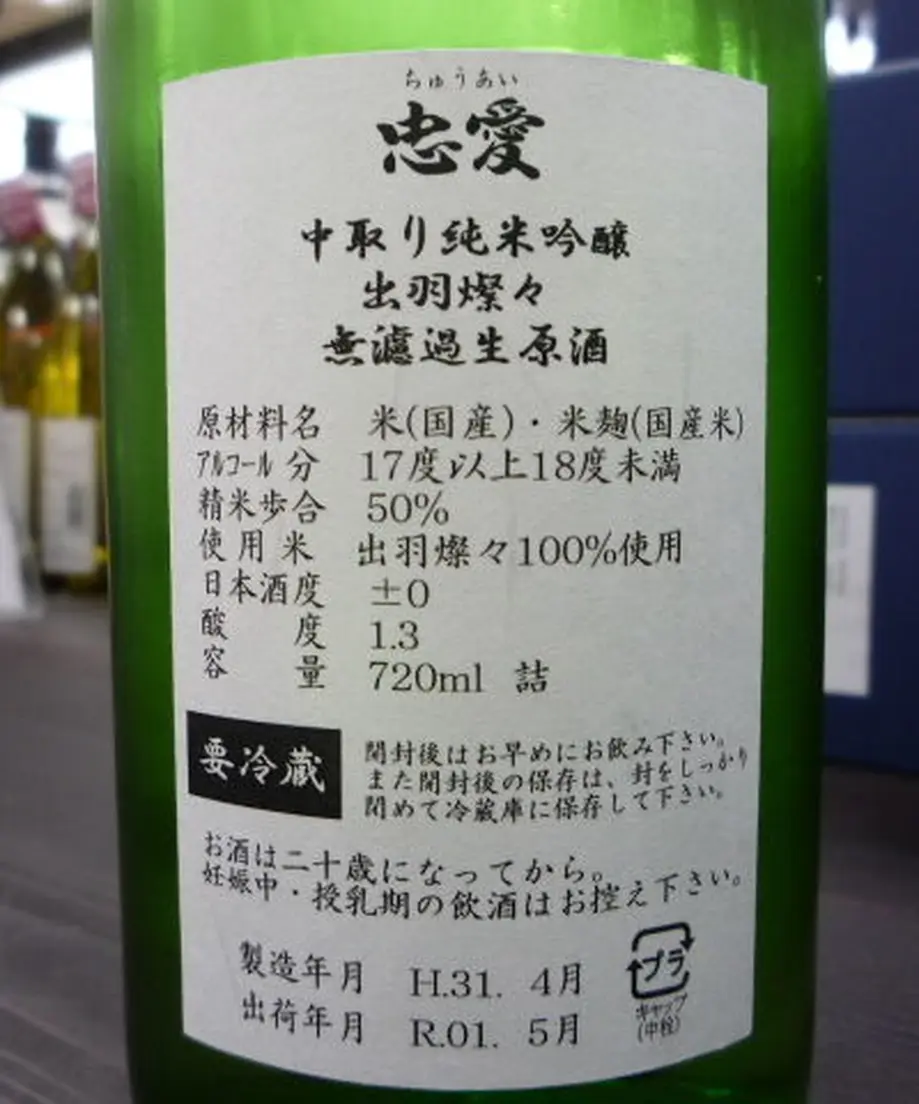 ちゅうあい
忠愛
中取り純米吟醸
出羽燦々
無濾過生原酒
原材料名 米(国産)・米麹(国産米)
アルコール分 17度以上18度未満
精米歩合 50%
使用米 出羽燦々100%使用
日本酒度 ±0
酸度 1.3
容量 720ml 詰
要冷蔵
開封後はお早めにお飲み下さい。
また開封後の保存は、封をしっかり
閉めて冷蔵庫に保存して下さい。
お酒は二十歳になってから。
妊娠中・授乳期の飲酒はお控え下さい。
製造年月 H.31. 4月
出荷年月 R.01. 5月
プラ
キャップ
(中栓)